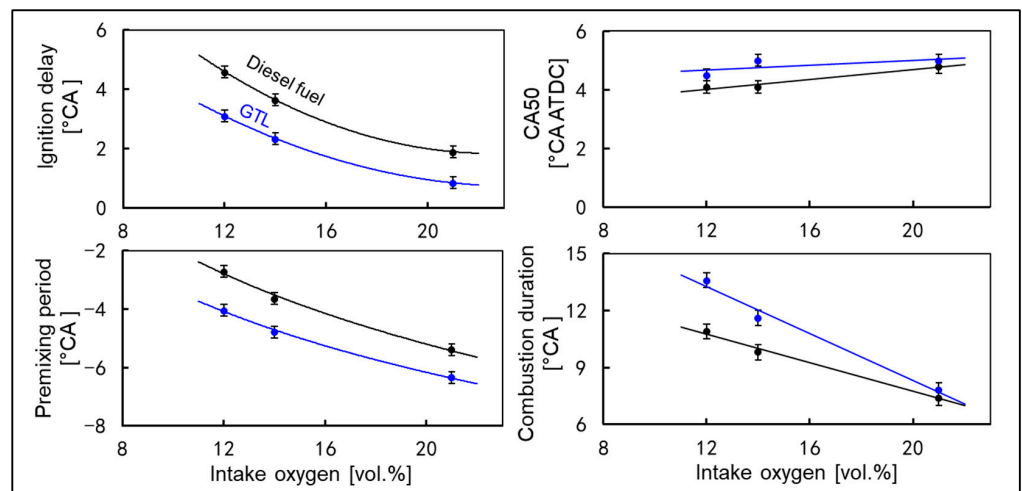 Ignition delay
[°CA]
6
4
2
0
Diesel fuel
GTL
8 12 16 20
CA50
[°CA ATDC]
6
4
2
0
8 12 16 20
Premixing period
[°CA]
−2
−4
−6
−8
8 12 16 20
Intake oxygen [vol.%]
Combustion duration
[°CA]
15
12
9
6
8 12 16 20
Intake oxygen [vol.%]